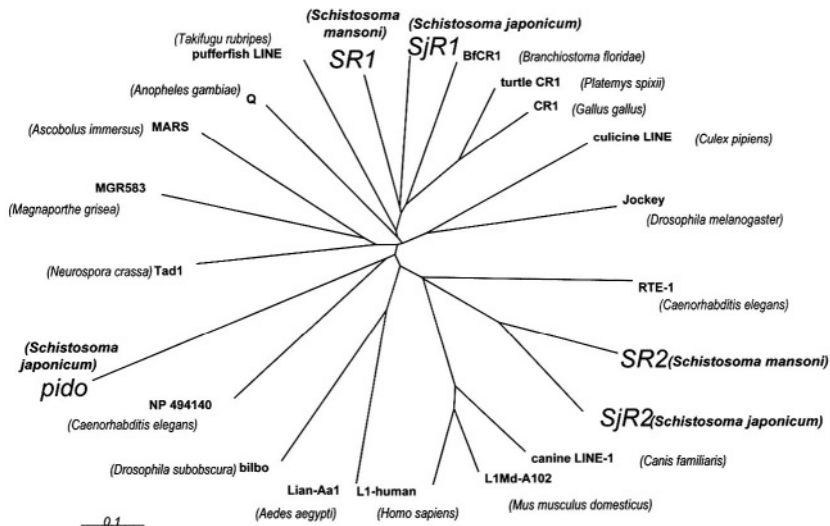 (Schistosoma
mansoni)
SR1
(Schistosoma japonicum)
SjR1
(Takifugu rubripes)
pufferfish LINE
BfCR1 (Branchiostoma floridae)
turtle CR1 (Platemys spixii)
(Anopheles gambiae)
Q
CR1 (Gallus gallus)
(Ascobolus immersus) MARS
culicine LINE (Culex pipiens)
MGR583
(Magnaporthe grisea)
Jockey
(Drosophila melanogaster)
(Neurospora crassa) Tad1
RTE-1
(Caenorhabditis elegans)
(Schistosoma
japonicum)
pido
SR2 (Schistosoma mansoni)
NP 494140
(Caenorhabditis elegans)
SjR2 (Schistosoma japonicum)
(Drosophila subobscura) bilbo
canine LINE-1 (Canis familiaris)
Lian-Aa1
(Aedes aegypti)
L1-human
(Homo sapiens)
L1Md-A102
(Mus musculus domesticus)
0.1